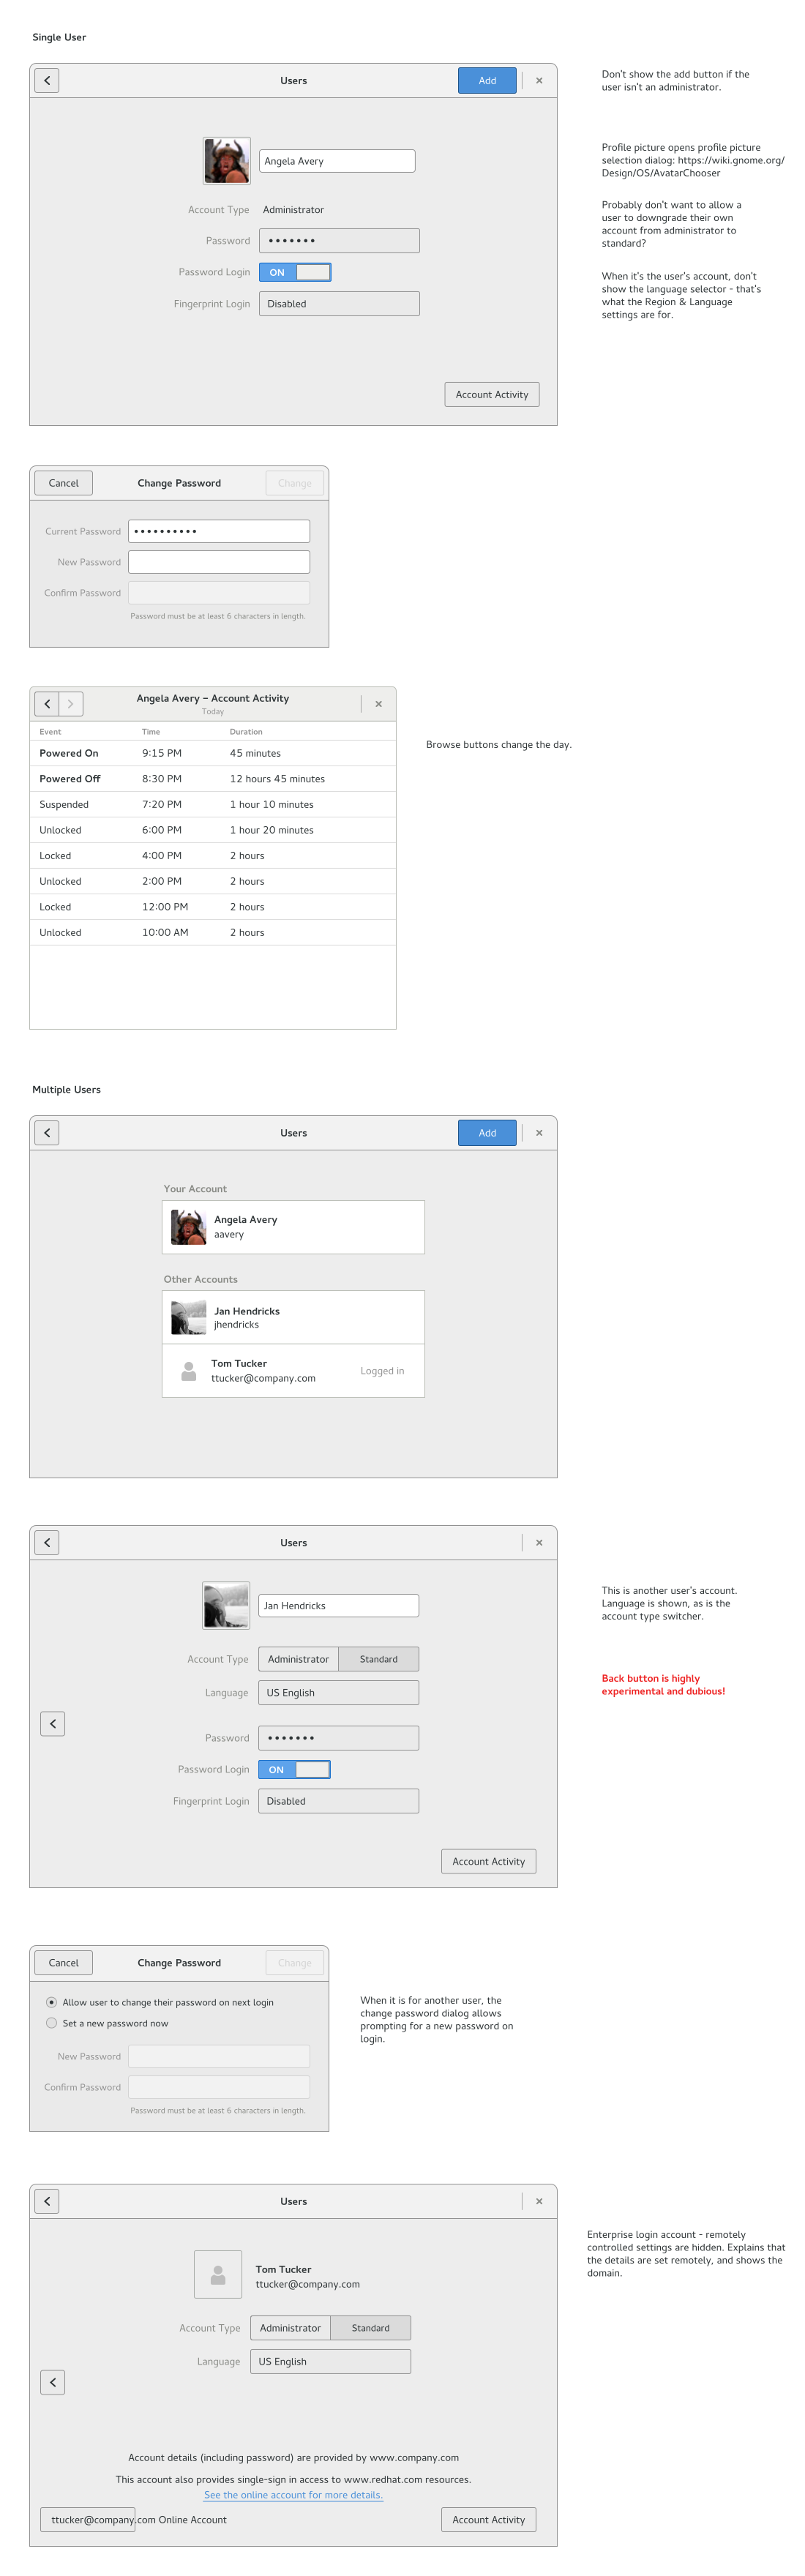 Single User
Users
Add
Don't show the add button if the
user isn't an administrator.
Angela Avery
Profile picture opens profile picture
selection dialog: https://wiki.gnome.org/
Design/OS/AvatarChooser
Account Type Administrator
Probably don't want to allow a
user to downgrade their own
account from administrator to
standard?
Password
Password Login ON
When it's the user's account, don't
show the language selector - that's
what the Region & Language
settings are for.
Fingerprint Login Disabled
Account Activity
Cancel Change Password Change
Current Password
New Password
Confirm Password
Password must be at least 6 characters in length.
Angela Avery – Account Activity
Today
Event Time Duration
Browse buttons change the day.
Powered On 9:15 PM 45 minutes
Powered Off 8:30 PM 12 hours 45 minutes
Suspended 7:20 PM 1 hour 10 minutes
Unlocked 6:00 PM 1 hour 20 minutes
Locked 4:00 PM 2 hours
Unlocked 2:00 PM 2 hours
Locked 12:00 PM 2 hours
Unlocked 10:00 AM 2 hours
Multiple Users
Users
Add
Your Account
Angela Avery
aavery
Other Accounts
Jan Hendricks
jhendricks
Tom Tucker
ttucker@company.com
Logged in
Users
Jan Hendricks
This is another user's account.
Language is shown, as is the
account type switcher.
Account Type Administrator Standard
Back button is highly
experimental and dubious!
Language US English
Password
Password Login ON
Fingerprint Login Disabled
Account Activity
Cancel Change Password Change
Allow user to change their password on next login
Set a new password now
When it is for another user, the
change password dialog allows
prompting for a new password on
login.
New Password
Confirm Password
Password must be at least 6 characters in length.
Users
Enterprise login account - remotely
controlled settings are hidden. Explains that
the details are set remotely, and shows the
domain.
Tom Tucker
ttucker@company.com
Account Type Administrator Standard
Language US English
Account details (including password) are provided by www.company.com
This account also provides single-sign in access to www.redhat.com resources.
See the online account for more details.
ttucker@company.com Online Account
Account Activity